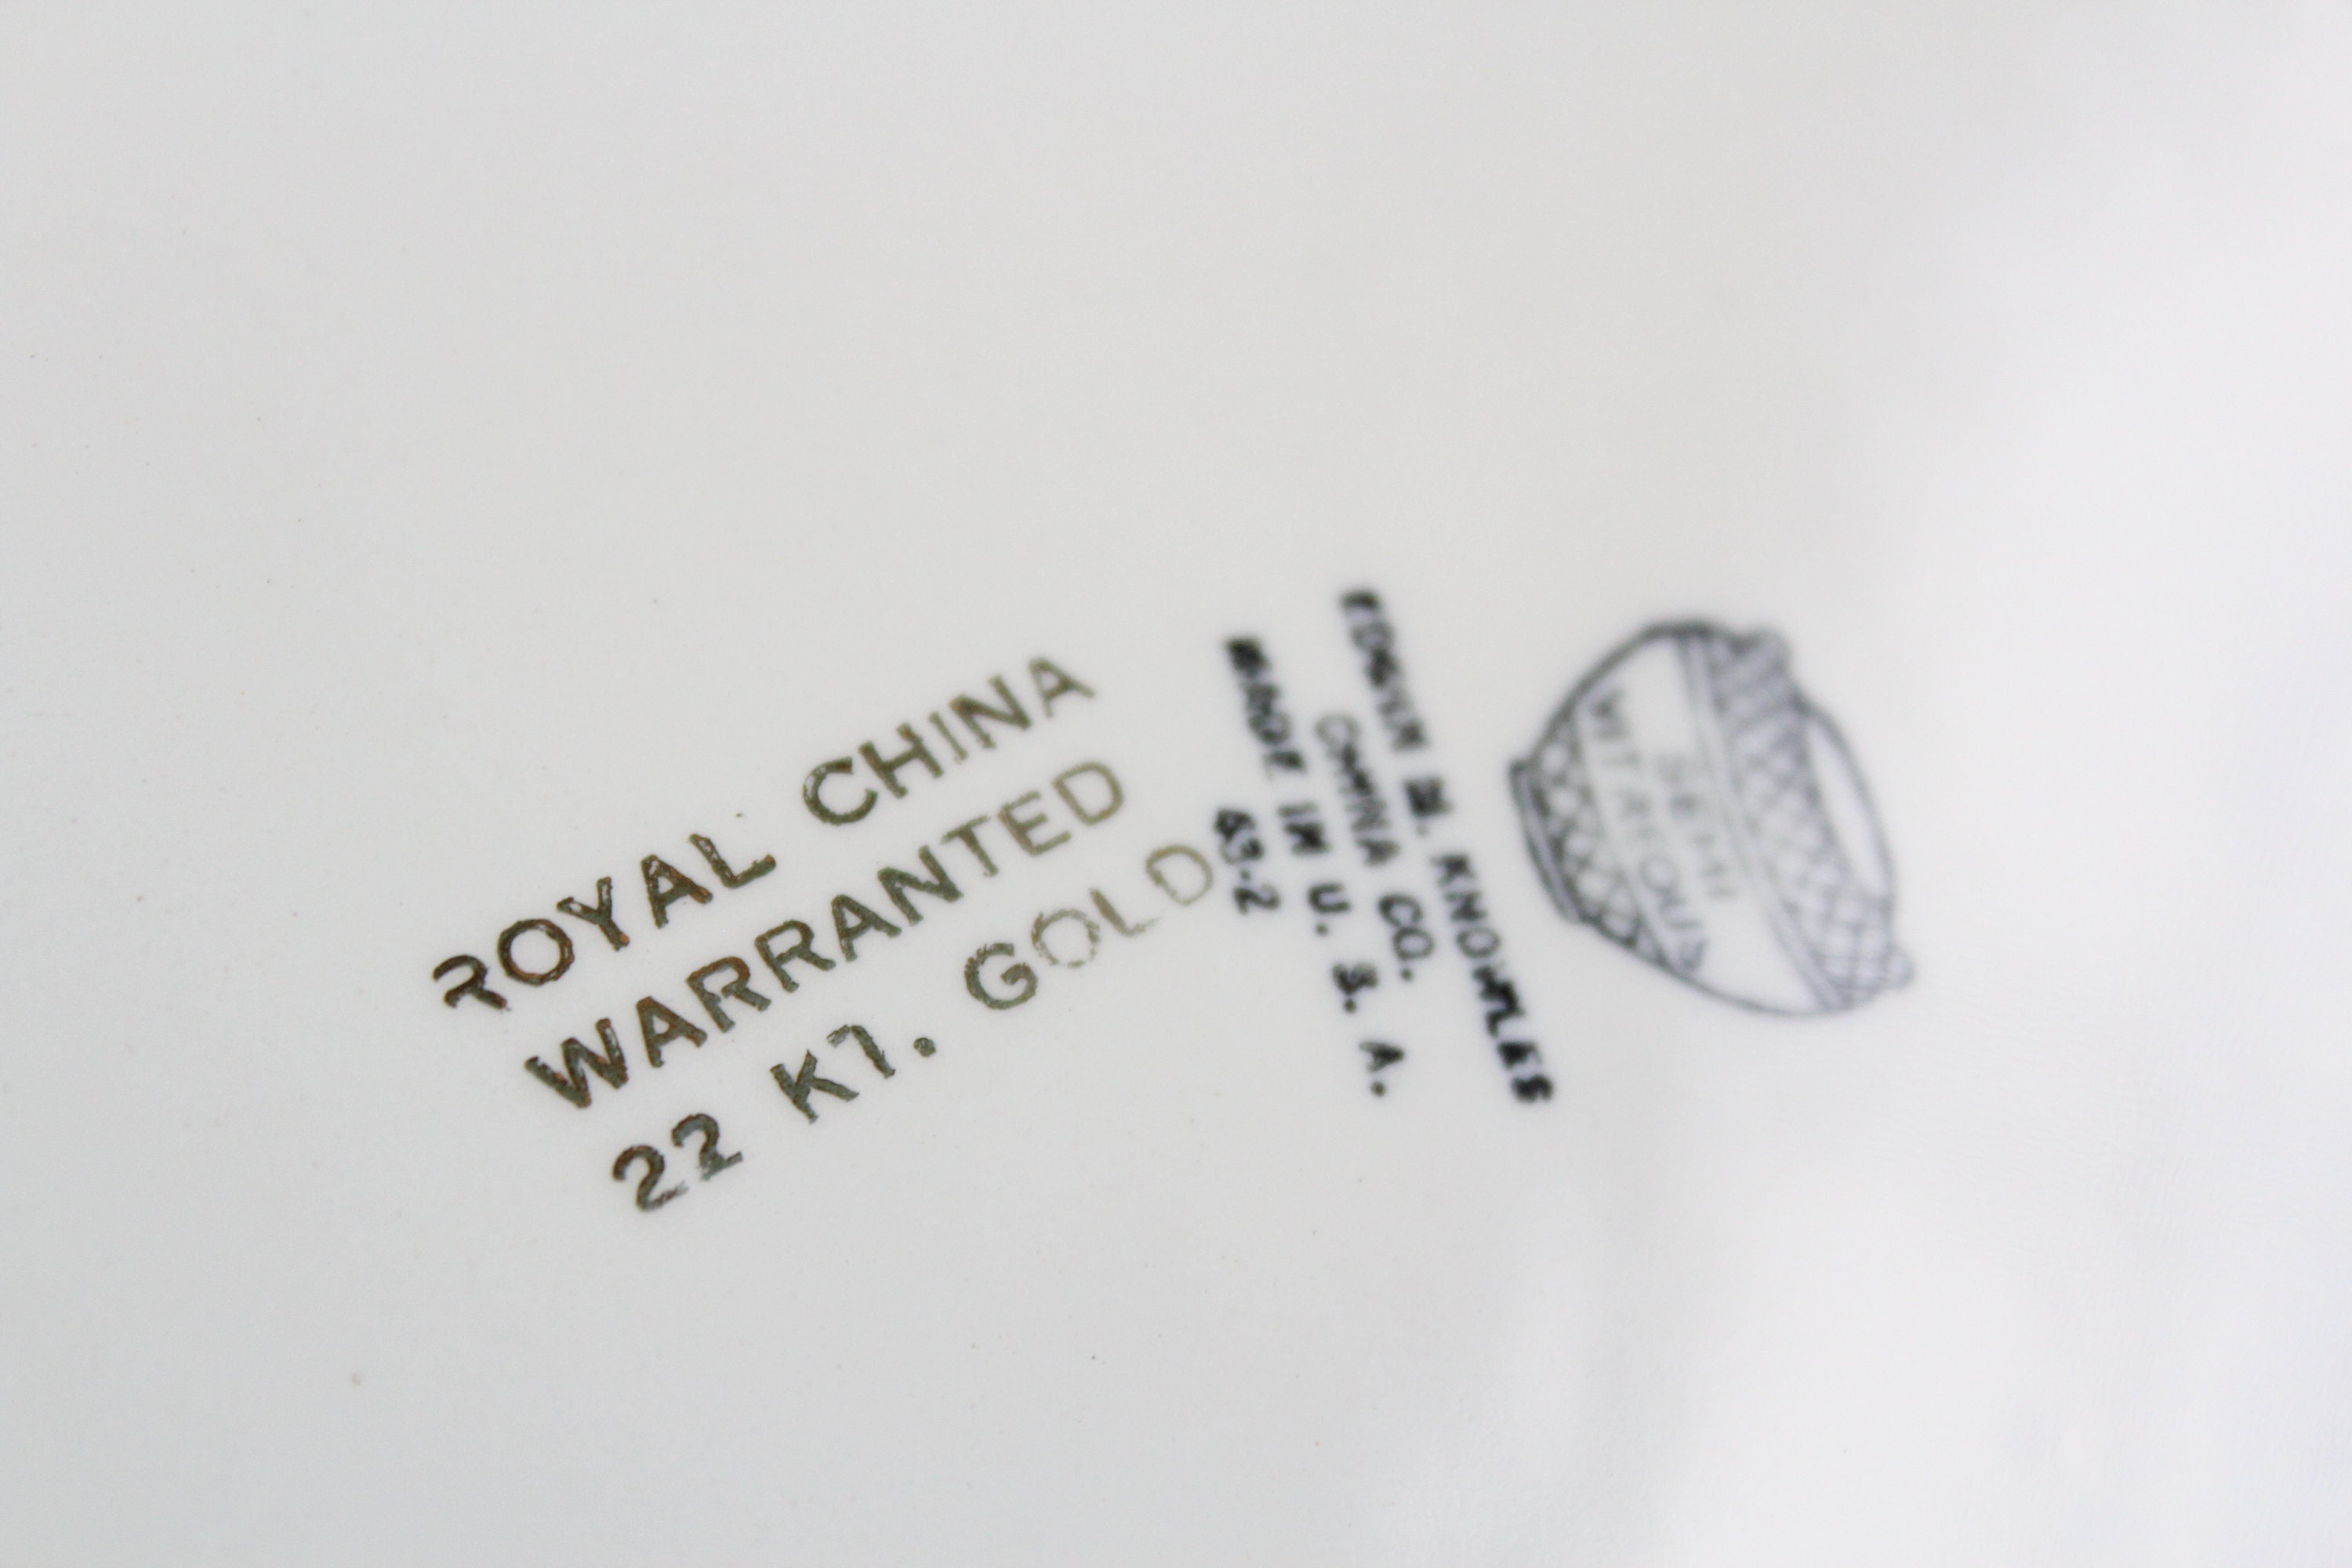 ROYAL CHINA
WARRANTED
22 KT. GOLD
SEMI
VITREOUS
EDWIN M. KNOWLES
CHINA CO.
MADE IN U. S. A.
43-2